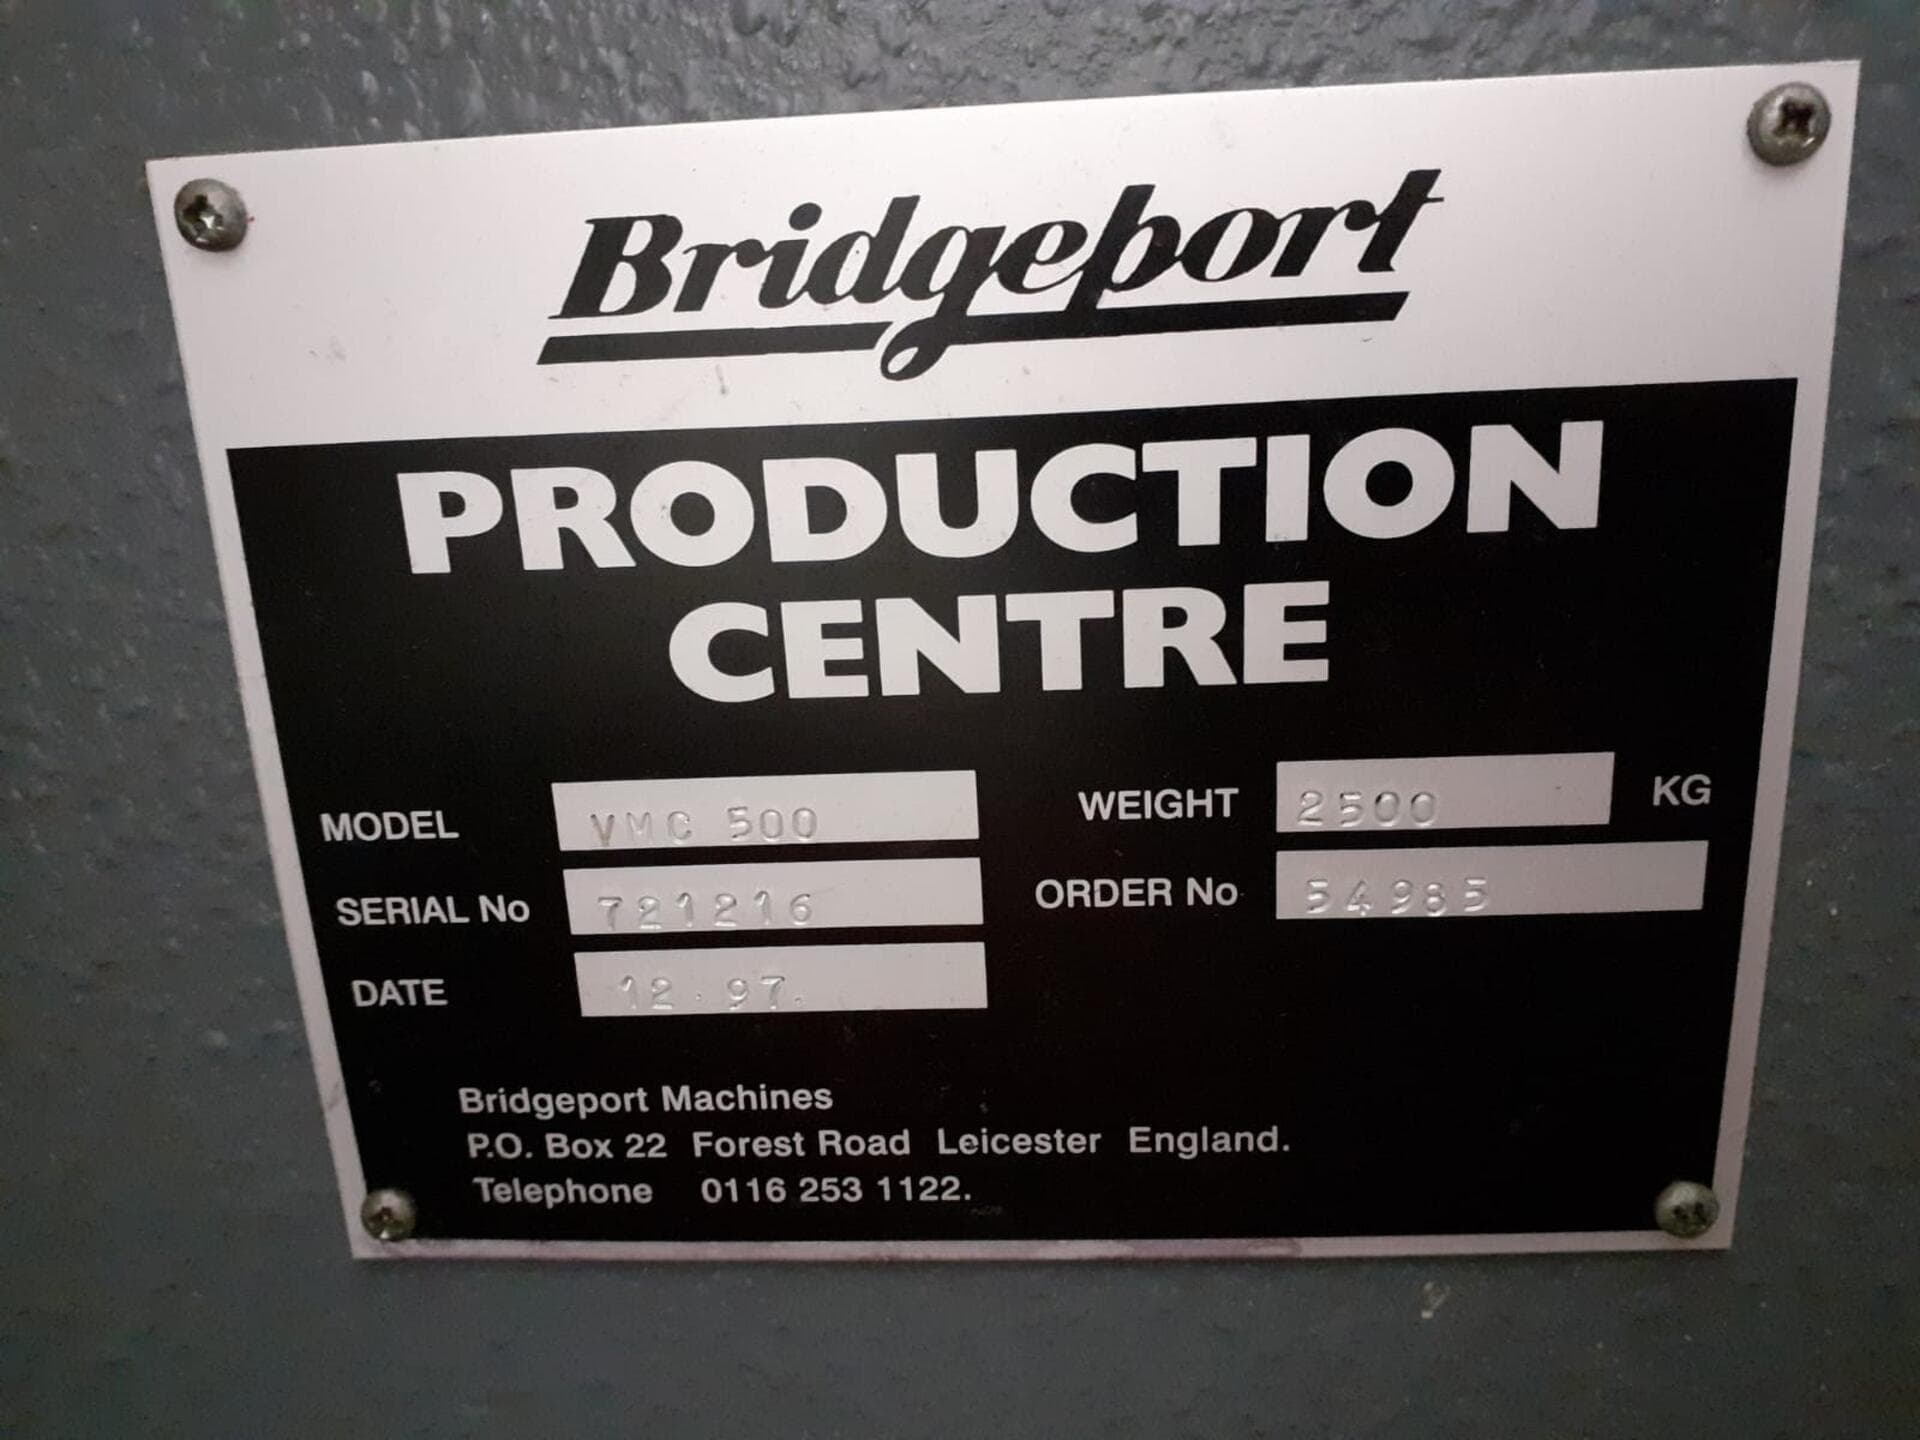 Bridgeport
PRODUCTION
CENTRE
MODEL VMC 500 WEIGHT 2500 KG
SERIAL No 721216 ORDER No 54985
DATE 12.97.
Bridgeport Machines
P.O. Box 22 Forest Road Leicester England.
Telephone 0116 253 1122.